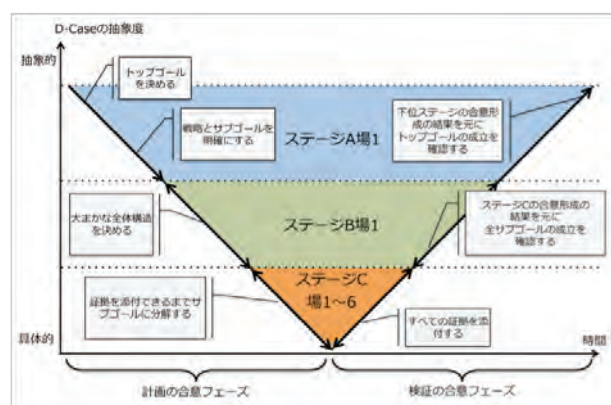 D-Caseの抽象度
抽象的
トップゴール
を決める
戦略とサブゴールを
明確にする
ステージA場1
下位ステージの合意形
成の結果を元に
トップゴールの成立を
確認する
大まかな全体構造
を決める
ステージB場1
ステージCの合意形成の
結果を元に
全サブゴールの成立を
確認する
証拠を添付できるまでサ
ブゴールに分解する
ステージC
場1～6
すべての証拠を添
付する
具体的
時間
計画の合意フェーズ
検証の合意フェーズ